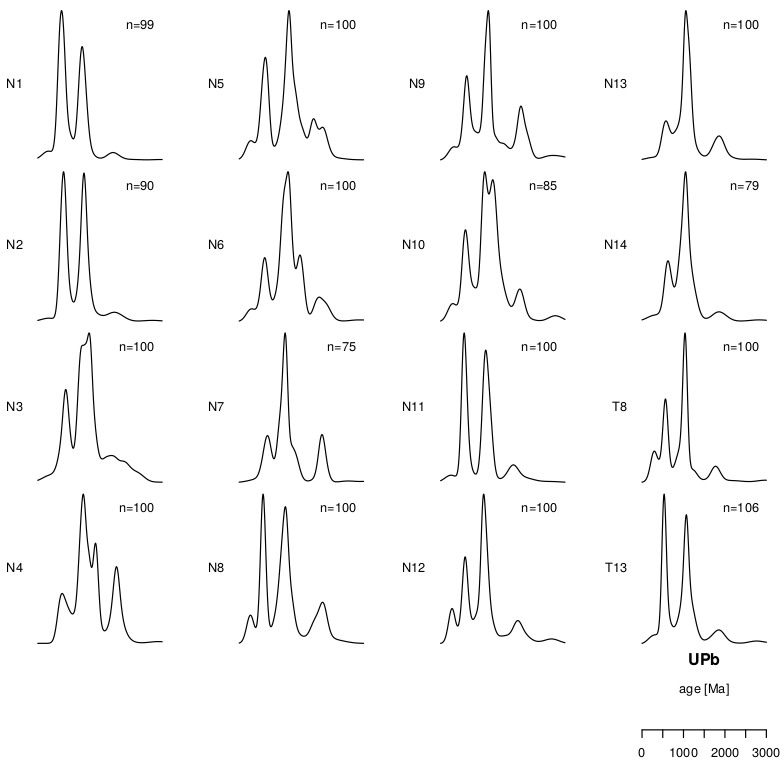 n=99 n=100 n=100 n=100
N1 N5 N9 N13
n=90 n=100 n=85 n=79
N2 N6 N10 N14
n=100 n=75 n=100 n=100
N3 N7 N11 T8
n=100 n=100 n=100 n=106
N4 N8 N12 T13
UPb
age [Ma]
0 1000 2000 3000